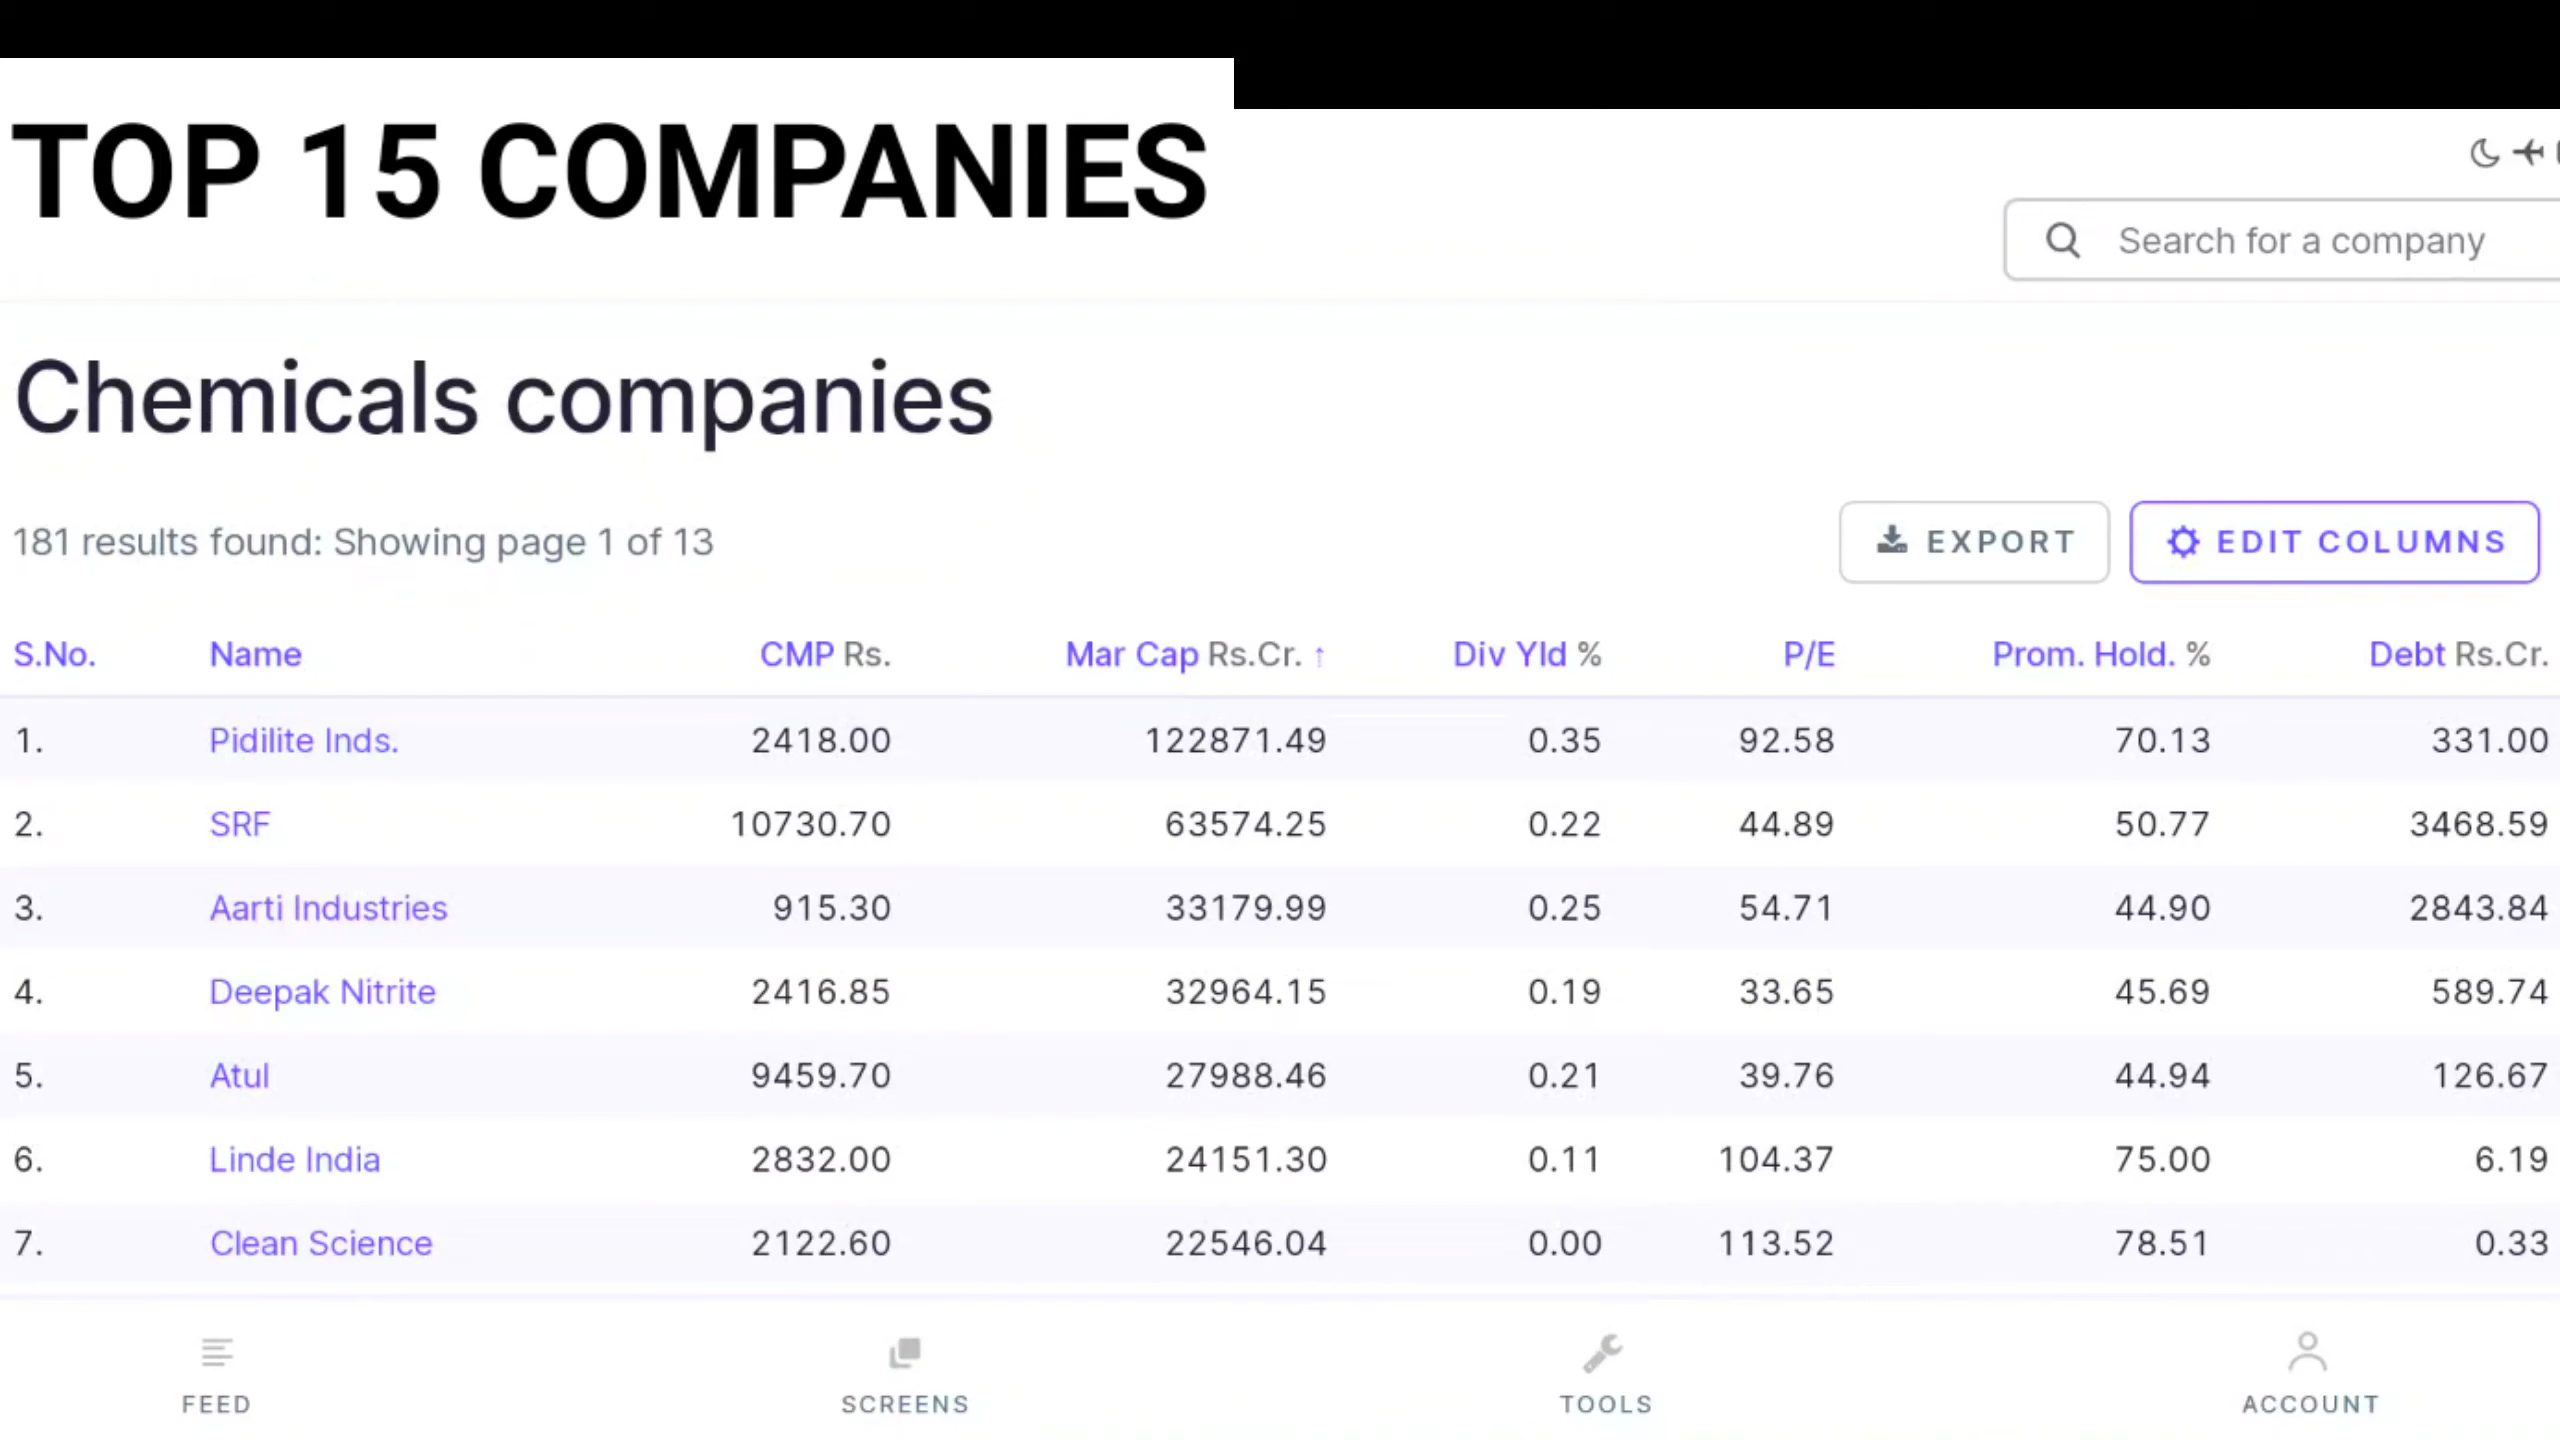 TOP 15 COMPANIES
Search for a company
Chemicals companies
181 results found: Showing page 1 of 13
EXPORT
EDIT COLUMNS
S.No. Name CMP Rs. Mar Cap Rs.Cr. ↑ Div Yld % P/E Prom. Hold. % Debt Rs.Cr.
1. Pidilite Inds. 2418.00 122871.49 0.35 92.58 70.13 331.00
2. SRF 10730.70 63574.25 0.22 44.89 50.77 3468.59
3. Aarti Industries 915.30 33179.99 0.25 54.71 44.90 2843.84
4. Deepak Nitrite 2416.85 32964.15 0.19 33.65 45.69 589.74
5. Atul 9459.70 27988.46 0.21 39.76 44.94 126.67
6. Linde India 2832.00 24151.30 0.11 104.37 75.00 6.19
7. Clean Science 2122.60 22546.04 0.00 113.52 78.51 0.33
FEED SCREENS TOOLS ACCOUNT